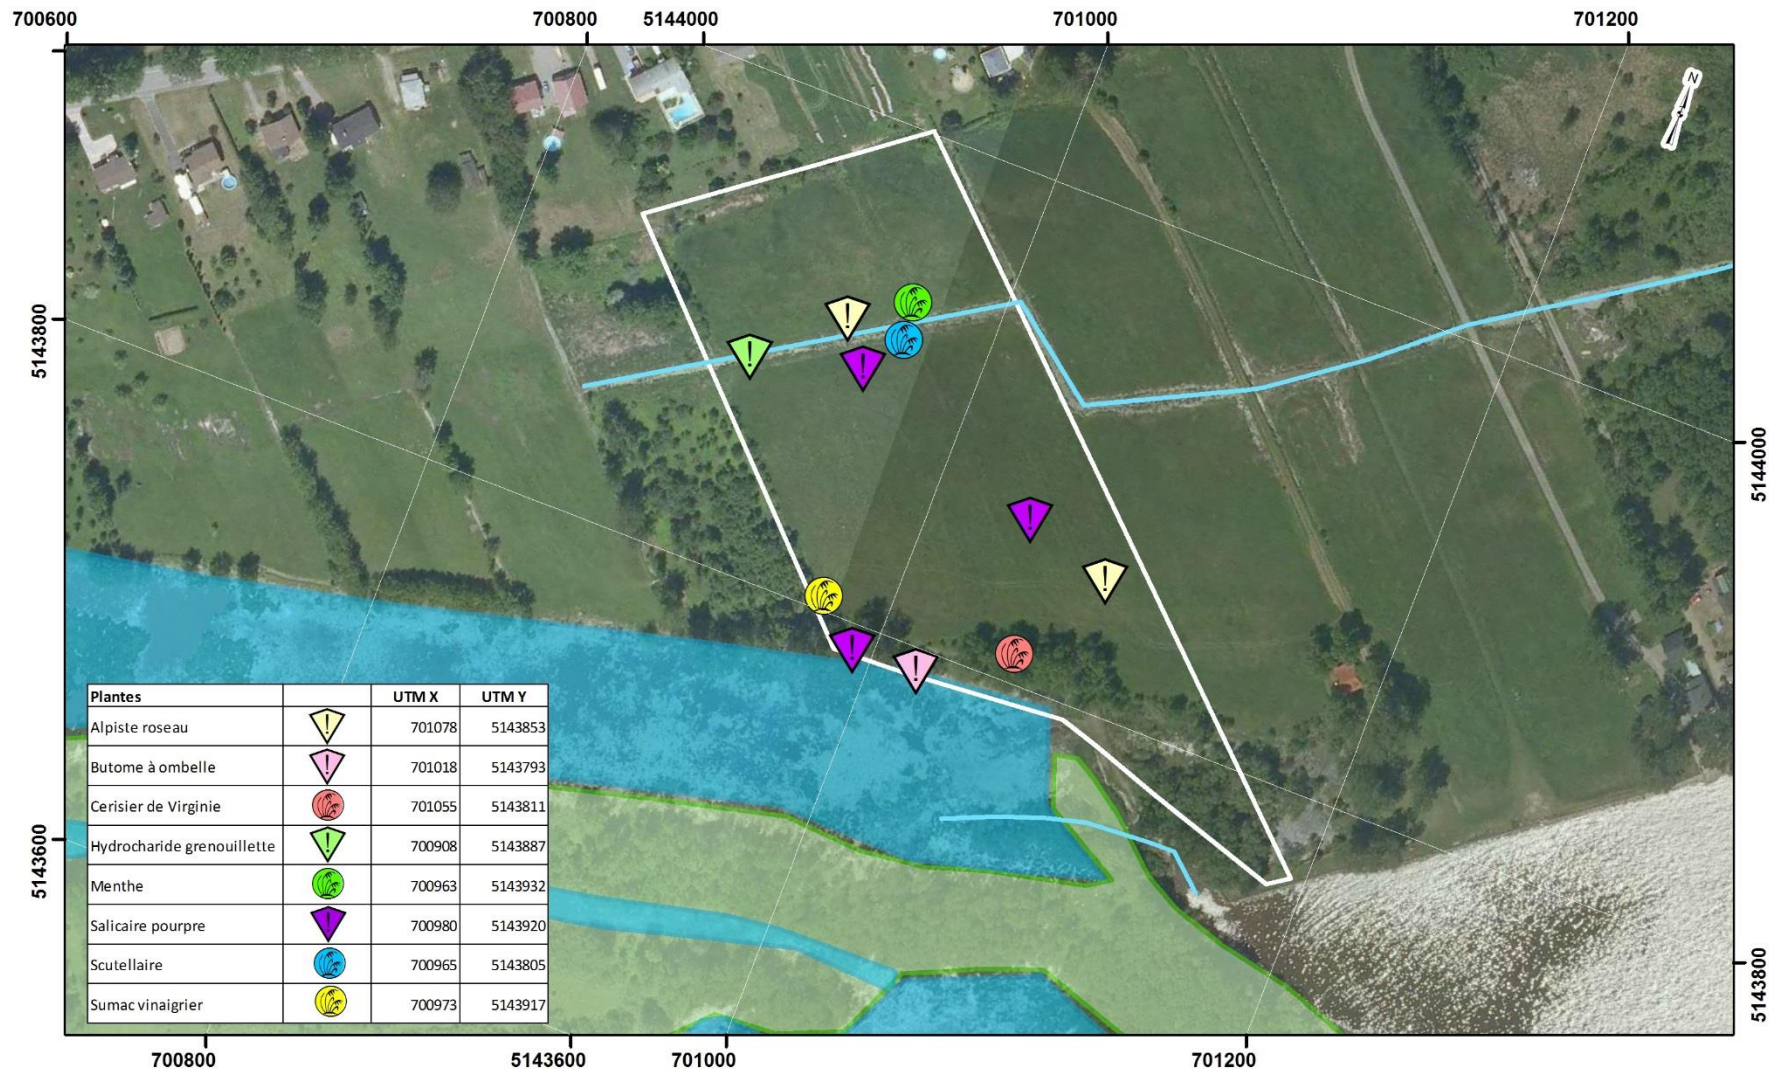 700600 700800 5144000 701000 701200
N
5143800
5144000
5143600
5143800
Plantes UTM X UTM Y
Alpiste roseau ! 701078 5143853
Butome à ombelle ! 701018 5143793
Cerisier de Virginie 701055 5143811
Hydrocharide grenouillette ! 700908 5143887
Menthe 700963 5143932
Salicaire pourpre ! 700980 5143920
Scutellaire 700965 5143805
Sumac vinaigrier 700973 5143917
700800 5143600 701000 701200